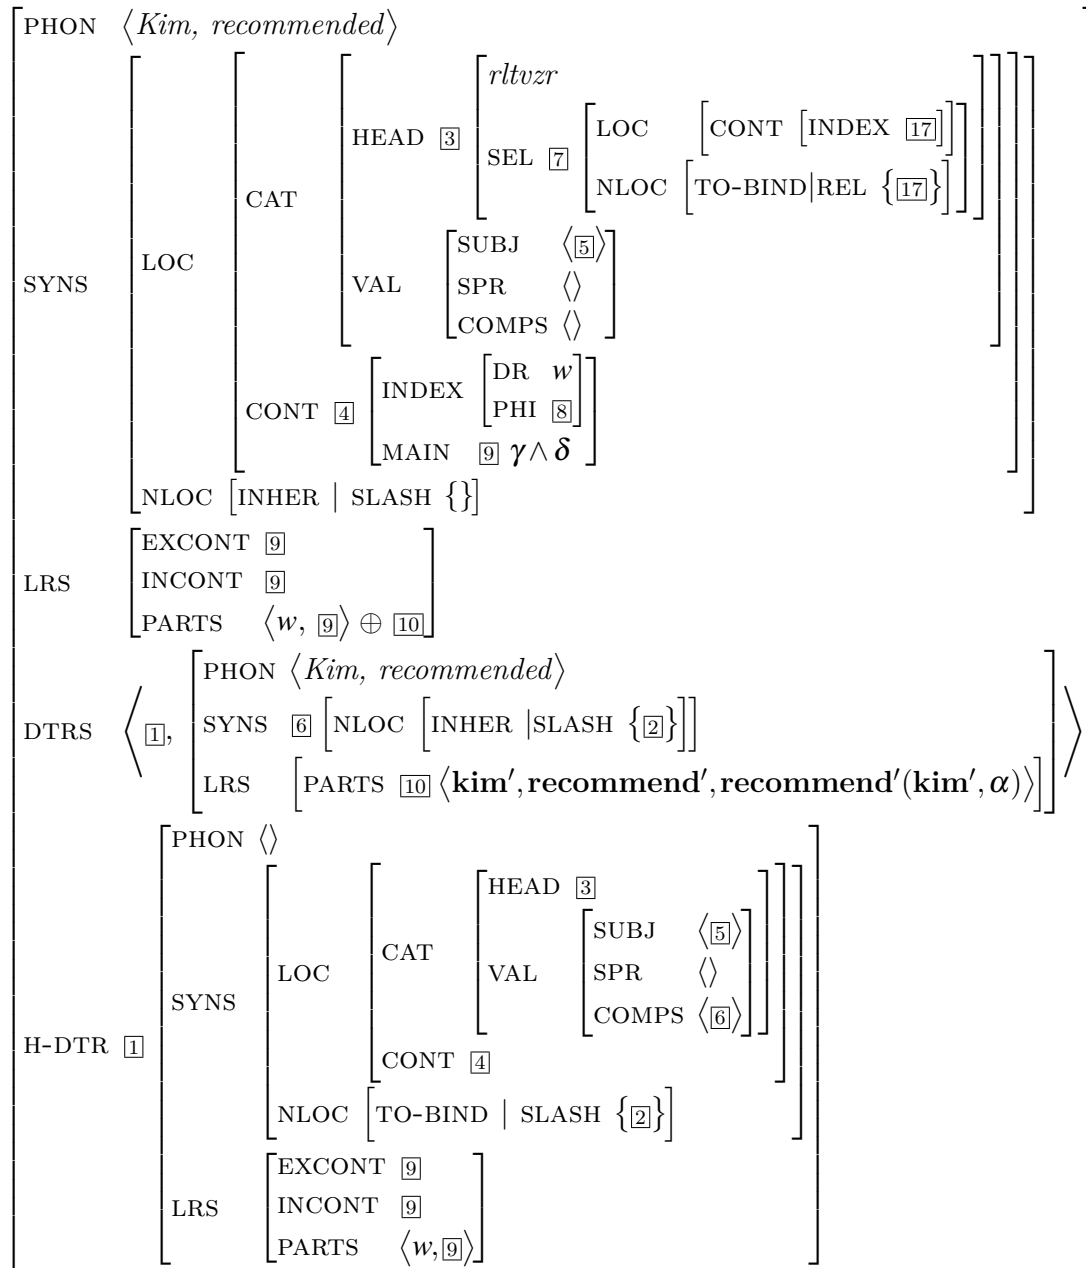 PHON ⟨Kim, recommended⟩
rltvzr
LOC [CONT [INDEX 17]]
HEAD 3
SEL 7
NLOC [TO-BIND|REL {17}]
CAT
SUBJ ⟨5⟩
LOC
SYNS
VAL
SPR ⟨⟩
COMPS ⟨⟩
DR w
INDEX
CONT 4
PHI 8
MAIN 9 γ∧δ
NLOC [INHER | SLASH {}]
EXCONT 9
LRS
INCONT 9
PARTS ⟨w, 9⟩ ⊕ 10
PHON ⟨Kim, recommended⟩
DTRS ⟨1, SYNS 6 [NLOC [INHER |SLASH {2}]]⟩
LRS [PARTS 10 ⟨kim′,recommend′,recommend′(kim′,α)⟩]
PHON ⟨⟩
HEAD 3
SUBJ ⟨5⟩
CAT
LOC
VAL
SPR ⟨⟩
SYNS
COMPS ⟨6⟩
H-DTR 1
CONT 4
NLOC [TO-BIND | SLASH {2}]
EXCONT 9
LRS
INCONT 9
PARTS ⟨w,9⟩